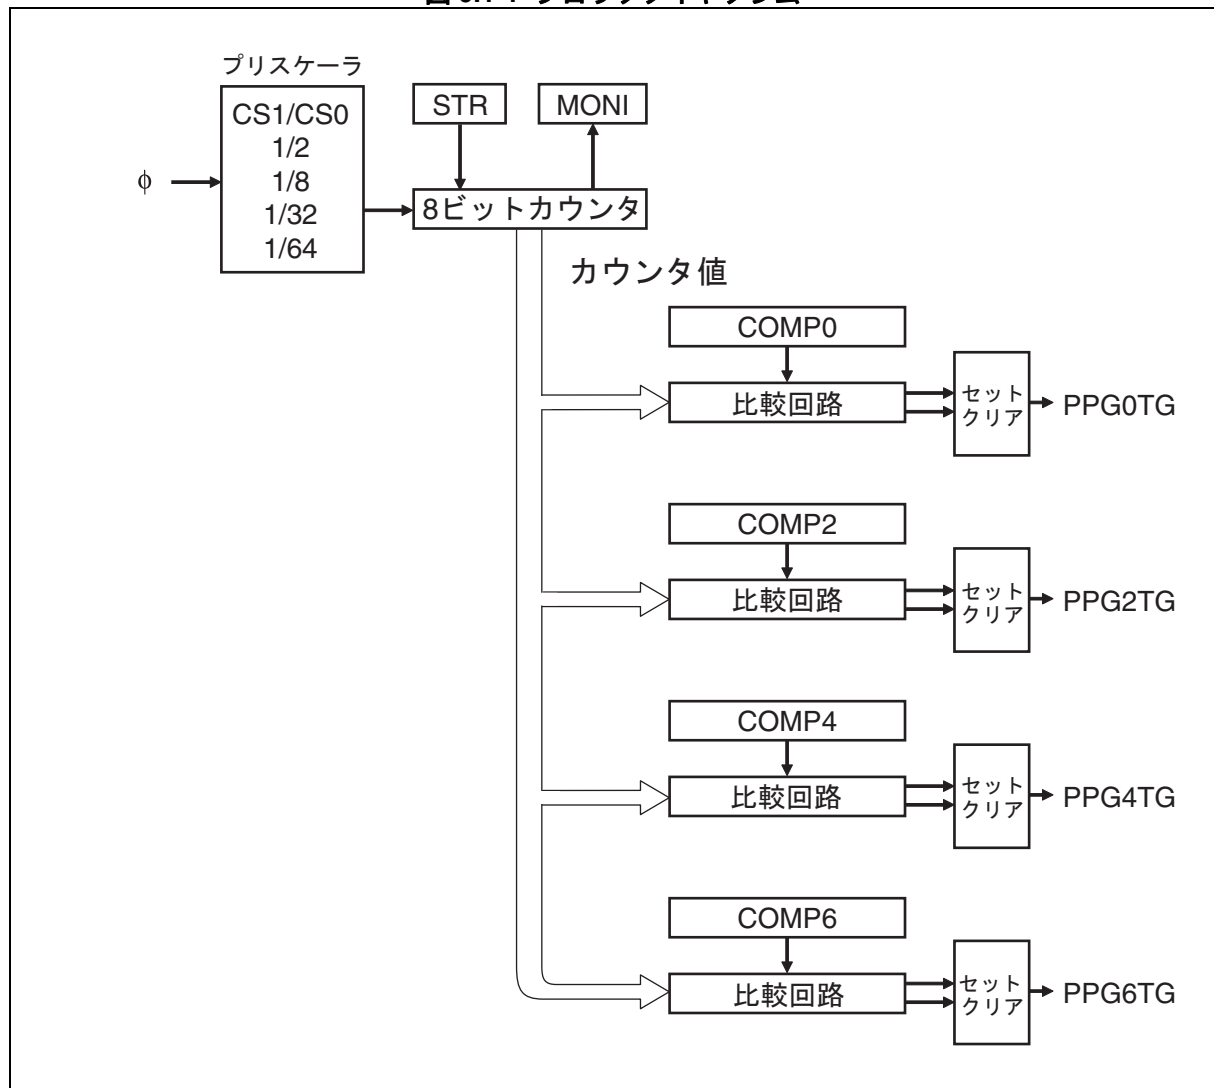 プリスケーラ
CS1/CS0
1/2
1/8
1/32
1/64
φ
STR
MONI
8ビットカウンタ
カウンタ値
COMP0
比較回路
セット
クリア
PPG0TG
COMP2
比較回路
セット
クリア
PPG2TG
COMP4
比較回路
セット
クリア
PPG4TG
COMP6
比較回路
セット
クリア
PPG6TG